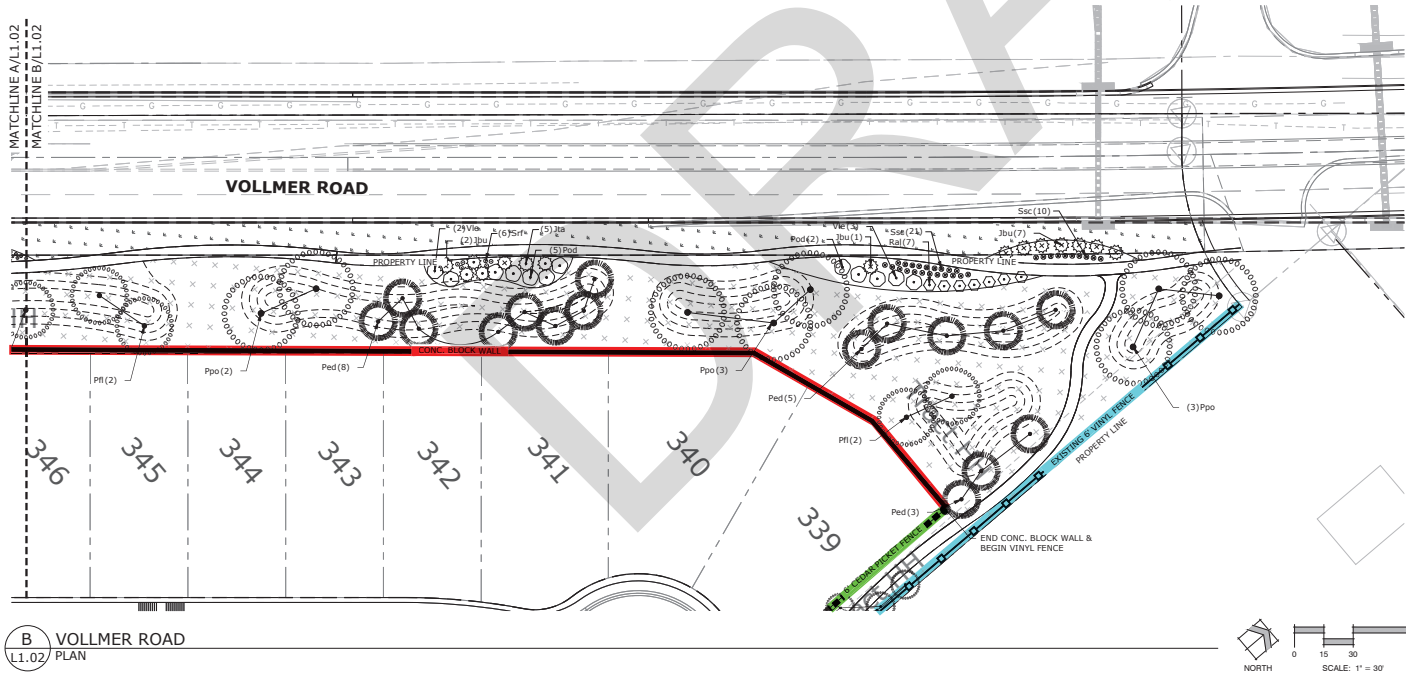 DRA
MATCHLINE A/L1.02
MATCHLINE B/L1.02
G G G G G G G G G G G G G G G G G G G
T T T T T T T T T T T T T T T T T T
VOLLMER ROAD
(2)Vle
(2)Jbu
(6)Srf
(5)Jta
(5)Pod
PROPERTY LINE
Vle(3)
Pod(2)
Jbu(1)
Ssc(21)
Ral(7)
Ssc(10)
Jbu(7)
PROPERTY LINE
CONC. BLOCK WALL
Pfl(2)
Ppo(2)
Ped(8)
Ppo(3)
Ped(5)
Pfl(2)
Ped(3)
(3)Ppo
EXISTING 6' VINYL FENCE
PROPERTY LINE
346
345
344
343
342
341
340
339
6' CEDAR PICKET FENCE
END CONC. BLOCK WALL &
BEGIN VINYL FENCE
B
L1.02
VOLLMER ROAD
PLAN
NORTH
0 15 30
SCALE: 1" = 30'